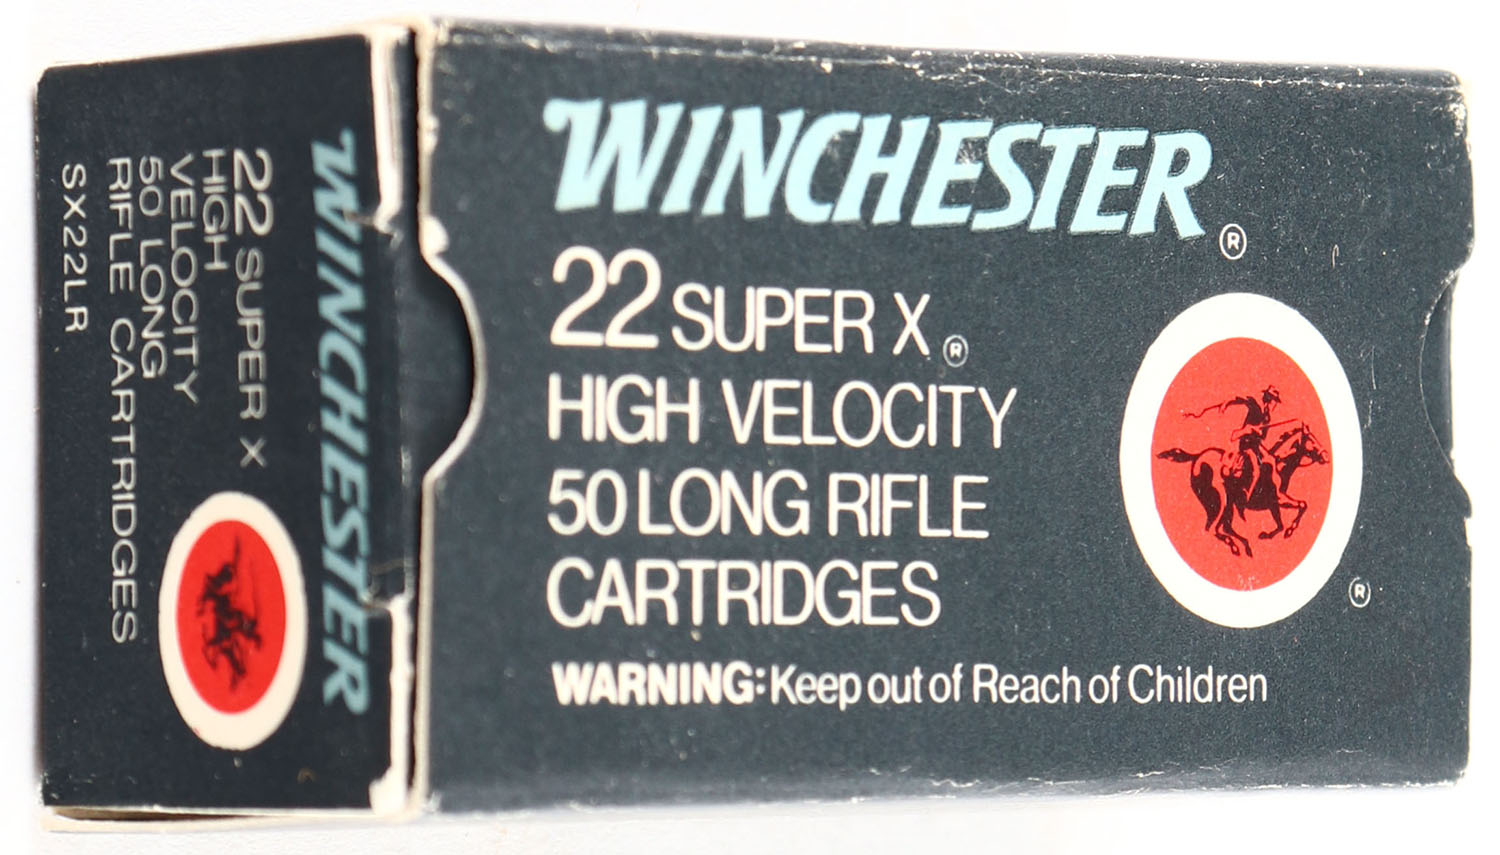 WINCHESTER®
22 SUPER X®
HIGH VELOCITY
50 LONG RIFLE
CARTRIDGES
WARNING: Keep out of Reach of Children
®
WINCHESTER
22 SUPER X
HIGH
VELOCITY
50 LONG
RIFLE CARTRIDGES
SX22LR